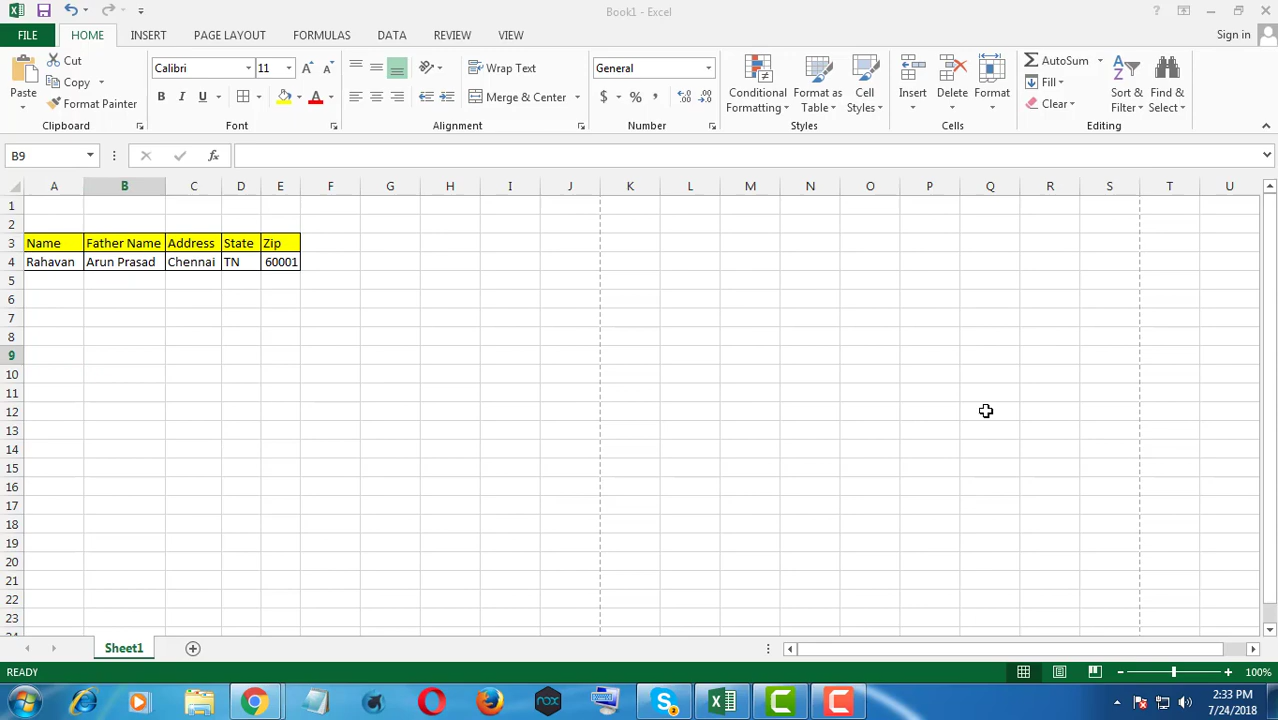 Book1 - Excel
?
FILE HOME INSERT PAGE LAYOUT FORMULAS DATA REVIEW VIEW Sign in
Paste
Cut
Copy
Format Painter
Clipboard
Calibri 11
B I U A
Font
Wrap Text
Merge & Center
Alignment
General
$ % ,
Number
Conditional Formatting
Format as Table
Cell Styles
Styles
Insert
Delete
Format
Cells
AutoSum
Fill
Clear
Sort & Filter
Find & Select
Editing
B9 fx
A B C D E F G H I J K L M N O P Q R S T U
1
2
3 Name Father Name Address State Zip
4 Rahavan Arun Prasad Chennai TN 60001
5
6
7
8
9
10
11
12
13
14
15
16
17
18
19
20
21
22
23
Sheet1
READY 100%
nox
S 2
2:33 PM
7/24/2018